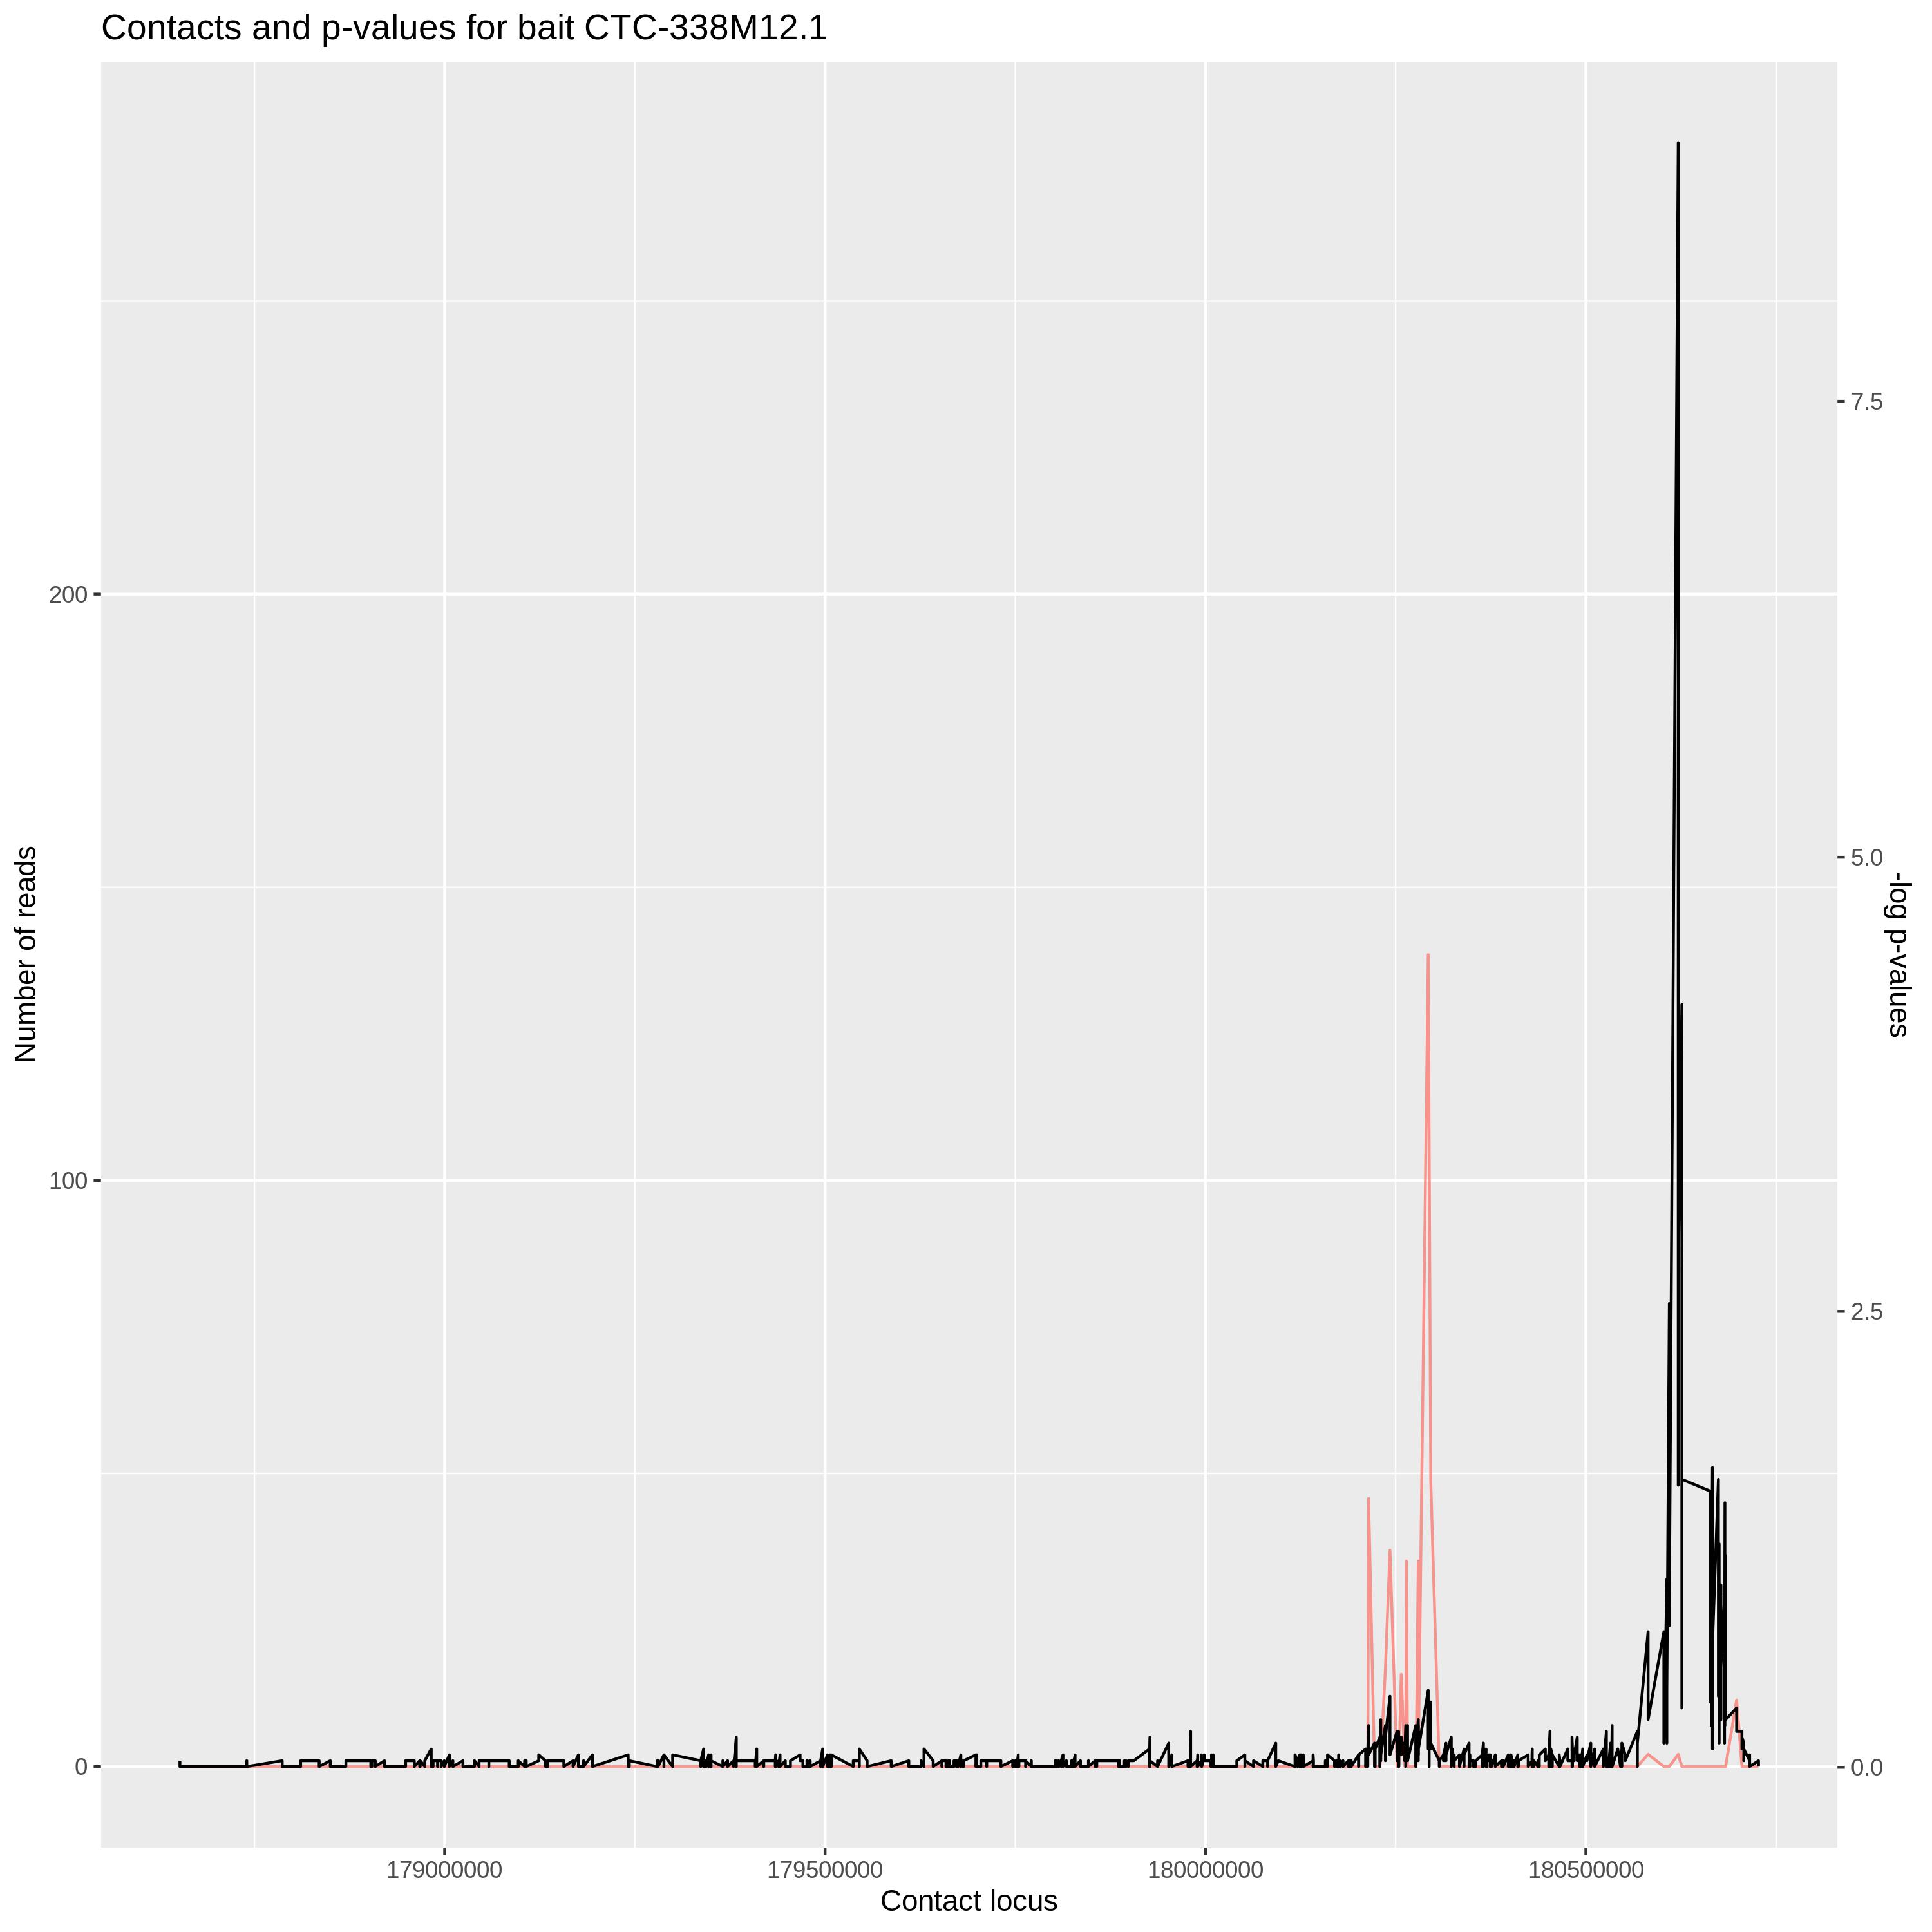 Contacts and p-values for bait CTC-338M12.1
Number of reads
200
100
0
7.5
5.0
2.5
0.0
-log p-values
179000000
179500000
180000000
180500000
Contact locus